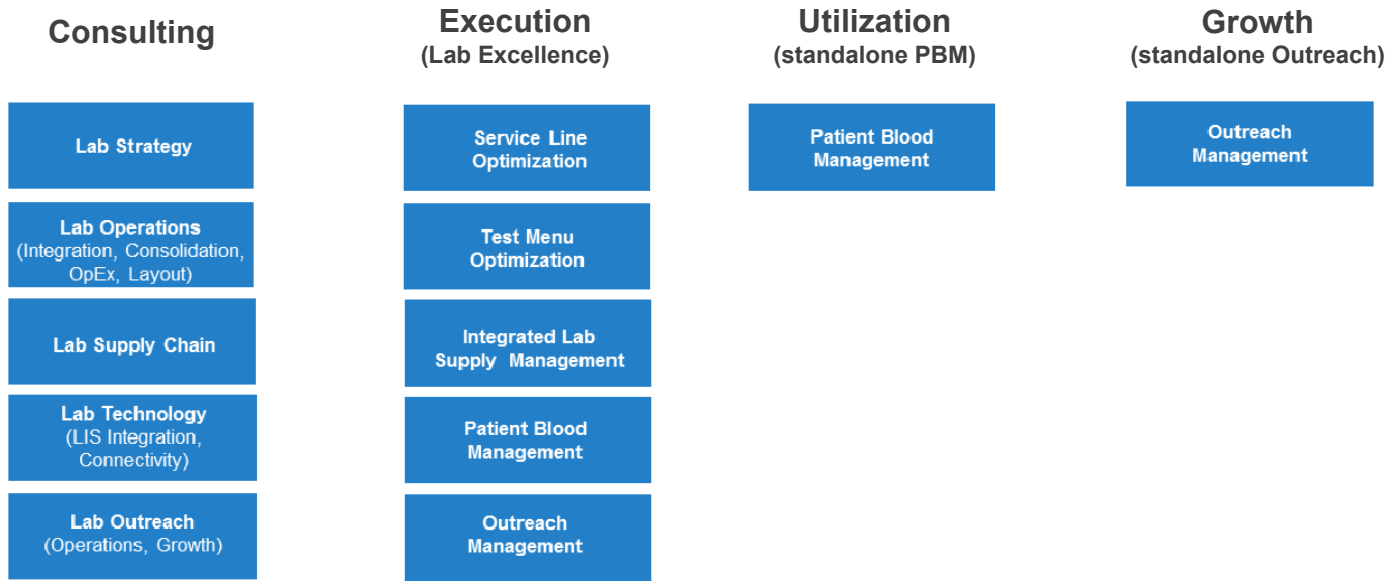 Consulting
Execution
(Lab Excellence)
Utilization
(standalone PBM)
Growth
(standalone Outreach)
Lab Strategy
Lab Operations
(Integration, Consolidation,
OpEx, Layout)
Lab Supply Chain
Lab Technology
(LIS Integration,
Connectivity)
Lab Outreach
(Operations, Growth)
Service Line
Optimization
Test Menu
Optimization
Integrated Lab
Supply Management
Patient Blood
Management
Outreach
Management
Patient Blood
Management
Outreach
Management